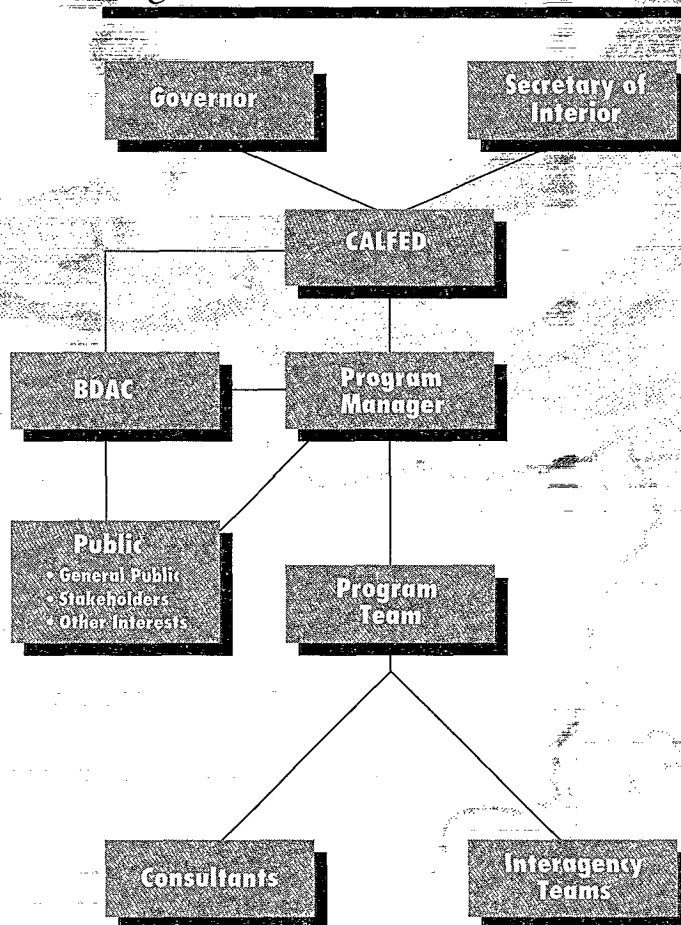 Governor
Secretary of
Interior
CALFED
BDAC
Program
Manager
Public
• General Public
• Stakeholders
• Other Interests
Program
Team
Consultants
Interagency
Teams